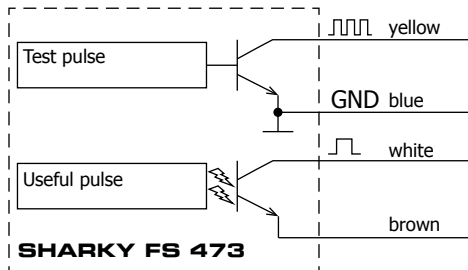 yellow
Test pulse
GND blue
white
Useful pulse
brown
SHARKY FS 473